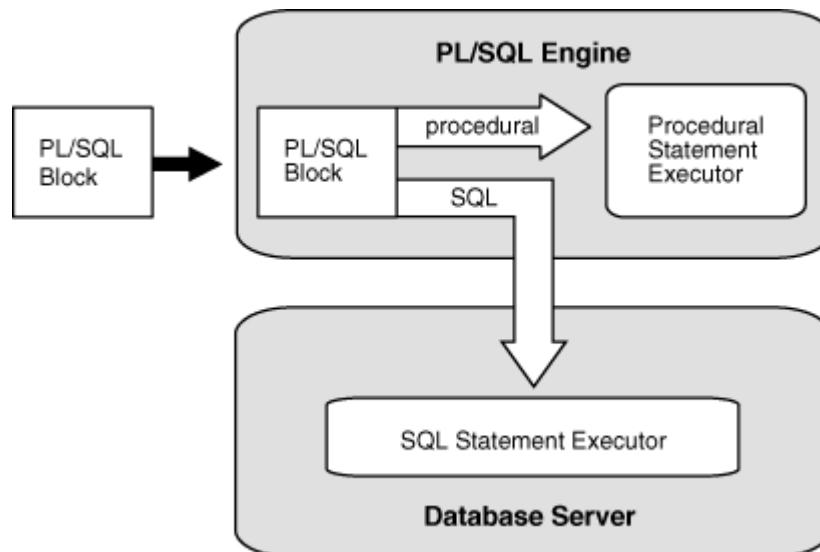 PL/SQL Engine
PL/SQL
Block
PL/SQL
Block
procedural
SQL
Procedural
Statement
Executor
SQL Statement Executor
Database Server